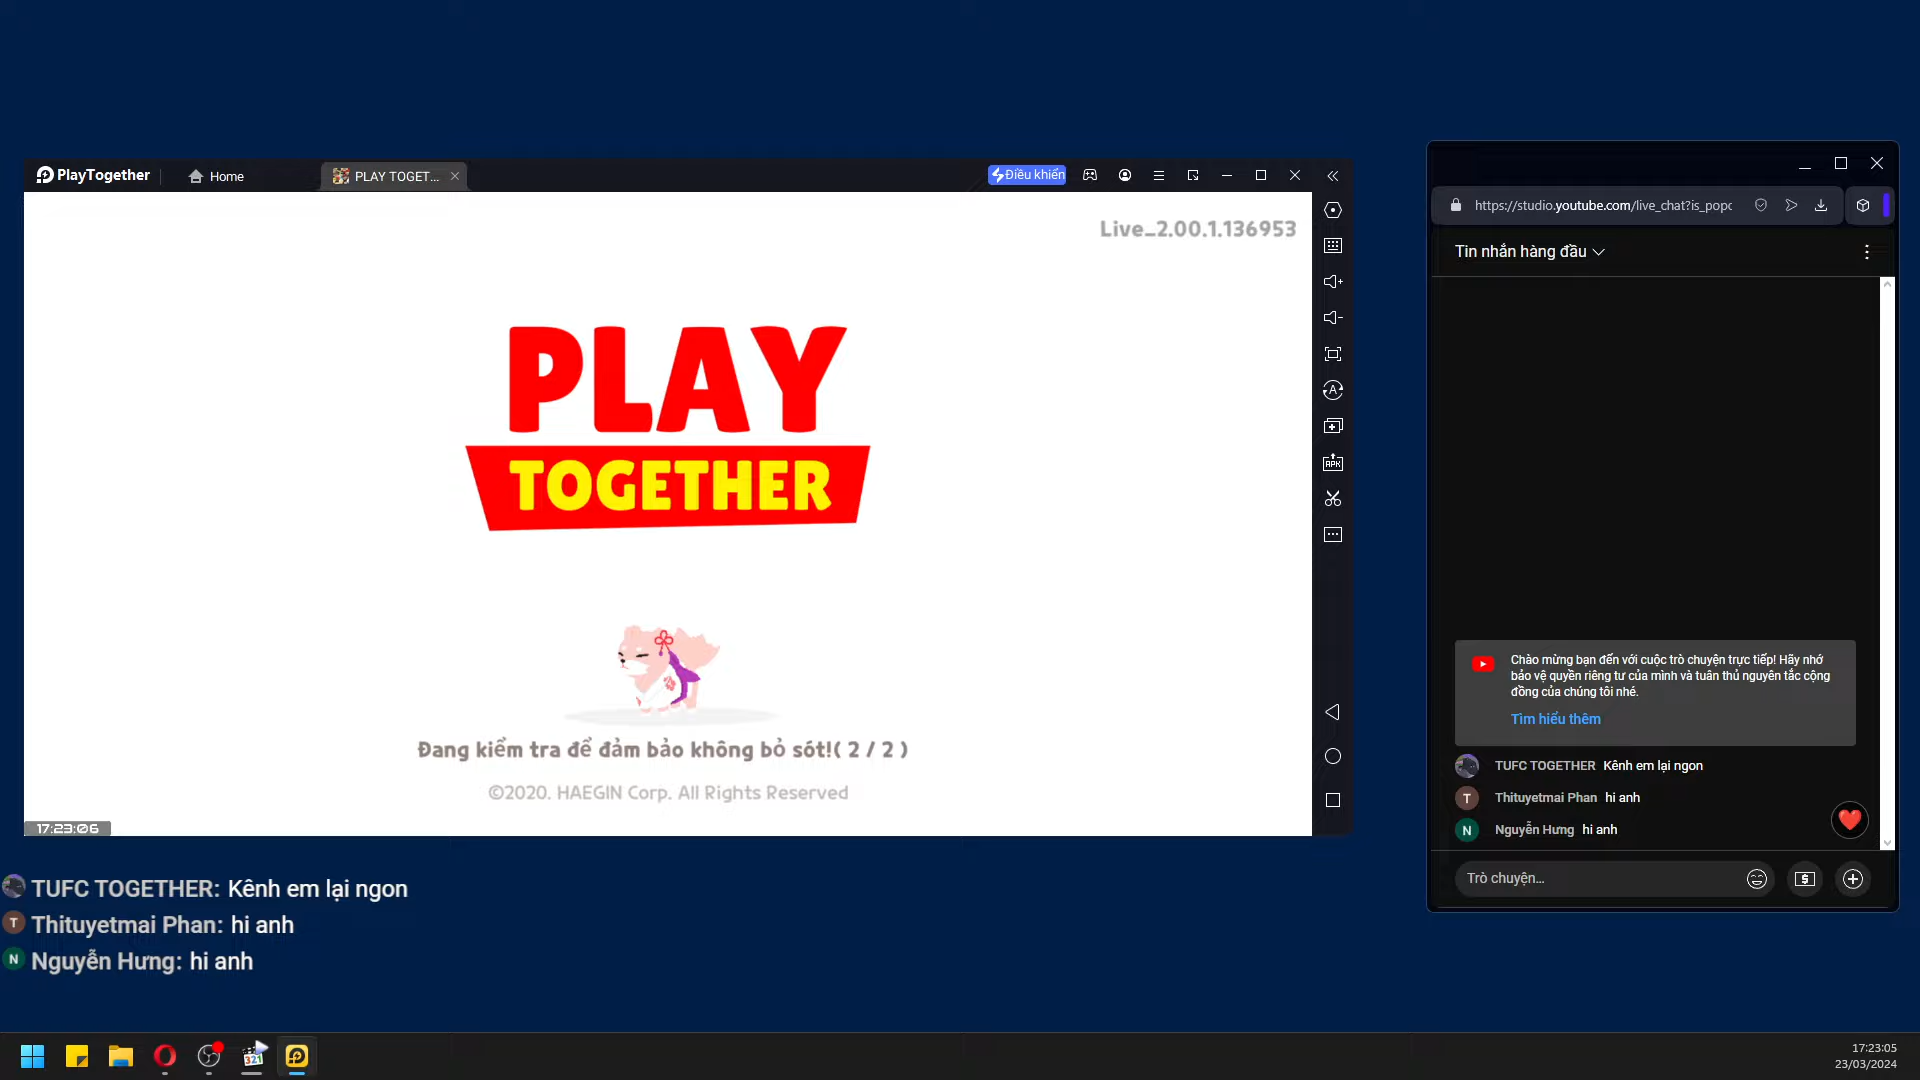 PlayTogether
Home
PLAY TOGET...
Điều khiển
Live_2.00.1.136953
PLAY
TOGETHER
Đang kiểm tra để đảm bảo không bỏ sót!( 2 / 2 )
©2020. HAEGIN Corp. All Rights Reserved
17:23:06
APK
https://studio.youtube.com/live_chat?is_popo
Tin nhắn hàng đầu
Chào mừng bạn đến với cuộc trò chuyện trực tiếp! Hãy nhớ
bảo vệ quyền riêng tư của mình và tuân thủ nguyên tắc cộng
đồng của chúng tôi nhé.
Tìm hiểu thêm
TUFC TOGETHER Kênh em lại ngon
T Thituyetmai Phan hi anh
N Nguyễn Hưng hi anh
Trò chuyện...
TUFC TOGETHER: Kênh em lại ngon
T Thituyetmai Phan: hi anh
N Nguyễn Hưng: hi anh
321
17:23:05
23/03/2024